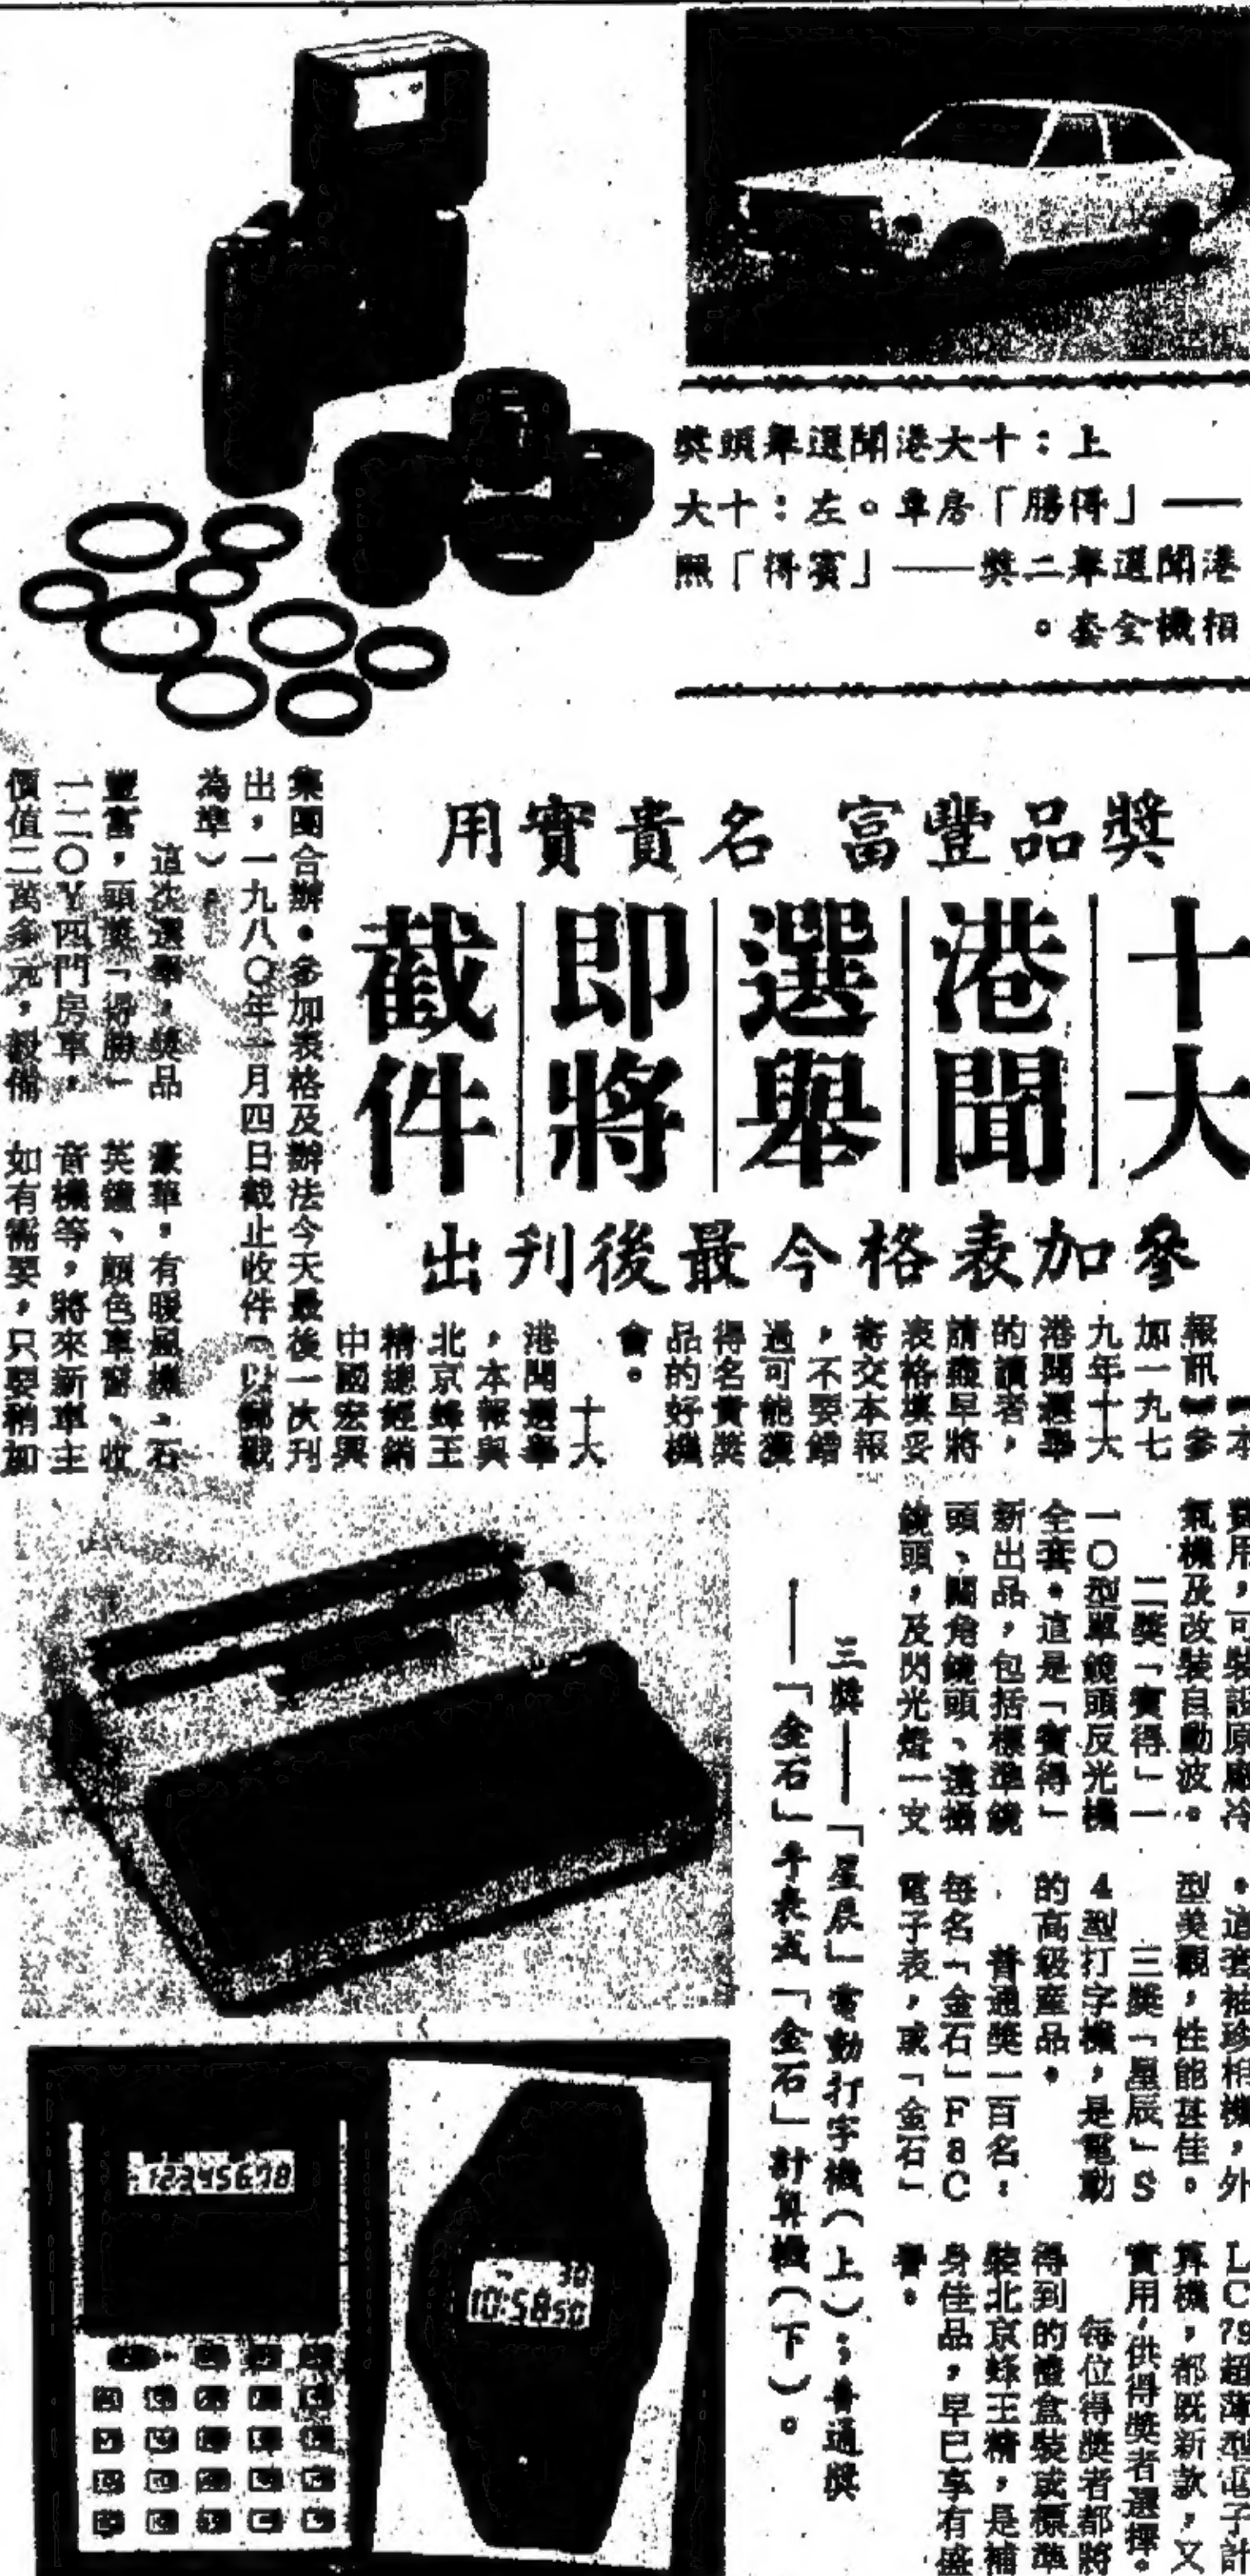 上：十大港聞選舉頭獎
——「得勝」房車。左：十大
港聞選舉二獎——「賓得」照
相機全套。
獎品豐富 名貴實用
十大
港聞
選舉
即將
截件
參加表格今最後刊出
【本
報訊】參
加一九七
九年十大
港聞選舉
的讀者，
請趁早將
表格填妥
寄交本報
，不要錯
過可能獲
得名貴獎
品的好機
會。
十大
港聞選舉
，本報與
北京蜂王
精總經銷
中國宏興
集團合辦。參加表格及辦法今天最後一次刊
出，一九八〇年一月四日截止收件（以郵戳
為準）。
這次選舉，獎品
豐富，頭獎「得勝」
一二〇Y四門房車，
價值二萬多元，設備
豪華，有暖風機、石
英鐘、顏色車窗、收
音機等，將來新車主
如有需要，只要稍加
費用，可裝設原廠冷
氣機及改裝自動波。
二獎「賓得」一
一〇型單鏡頭反光機
全套。這是「賓得」
新出品，包括標準鏡
頭、闊角鏡頭、遠攝
鏡頭，及閃光燈一支
。這套袖珍相機，外
型美觀，性能甚佳。
三獎「星辰」S
4型打字機，是電動
的高級產品。
普通獎一百名：
每名「金石」F8C
電子表，或「金石」
LC79超薄型電子計
算機，都既新款，又
實用，供得獎者選擇。
每位得獎者都將
得到的禮盒裝或標準
裝北京蜂王精，是補
身佳品，早已享有盛
譽。
三獎——「星辰」電動打字機（上）；普通獎
——「金石」手表或「金石」計算機（下）。
12345678
30
10:58 50